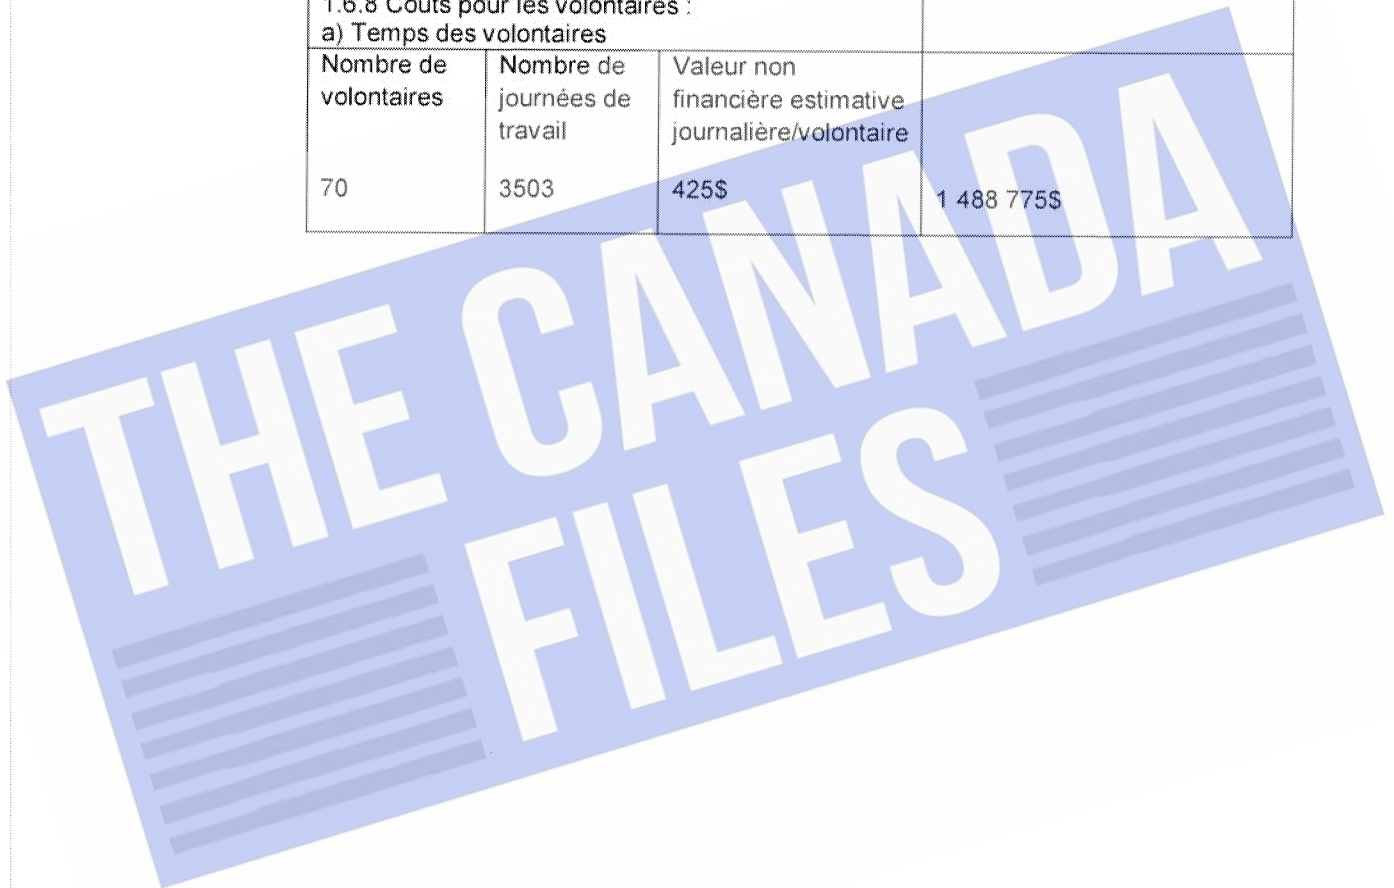 1.6.8 Coûts pour les volontaires :
a) Temps des volontaires
Nombre de
volontaires
70
Nombre de
journées de
travail
3503
Valeur non
financière estimative
journalière/volontaire
425$
1 488 775$
THE CANADA
FILES